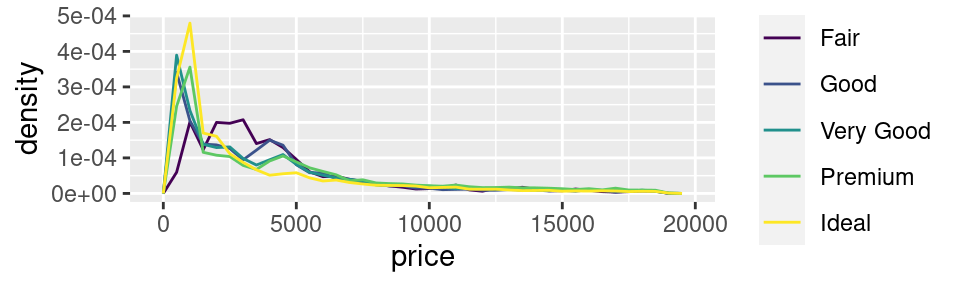 5e-04
4e-04
3e-04
2e-04
1e-04
0e+00
density
0 5000 10000 15000 20000
price
Fair
Good
Very Good
Premium
Ideal